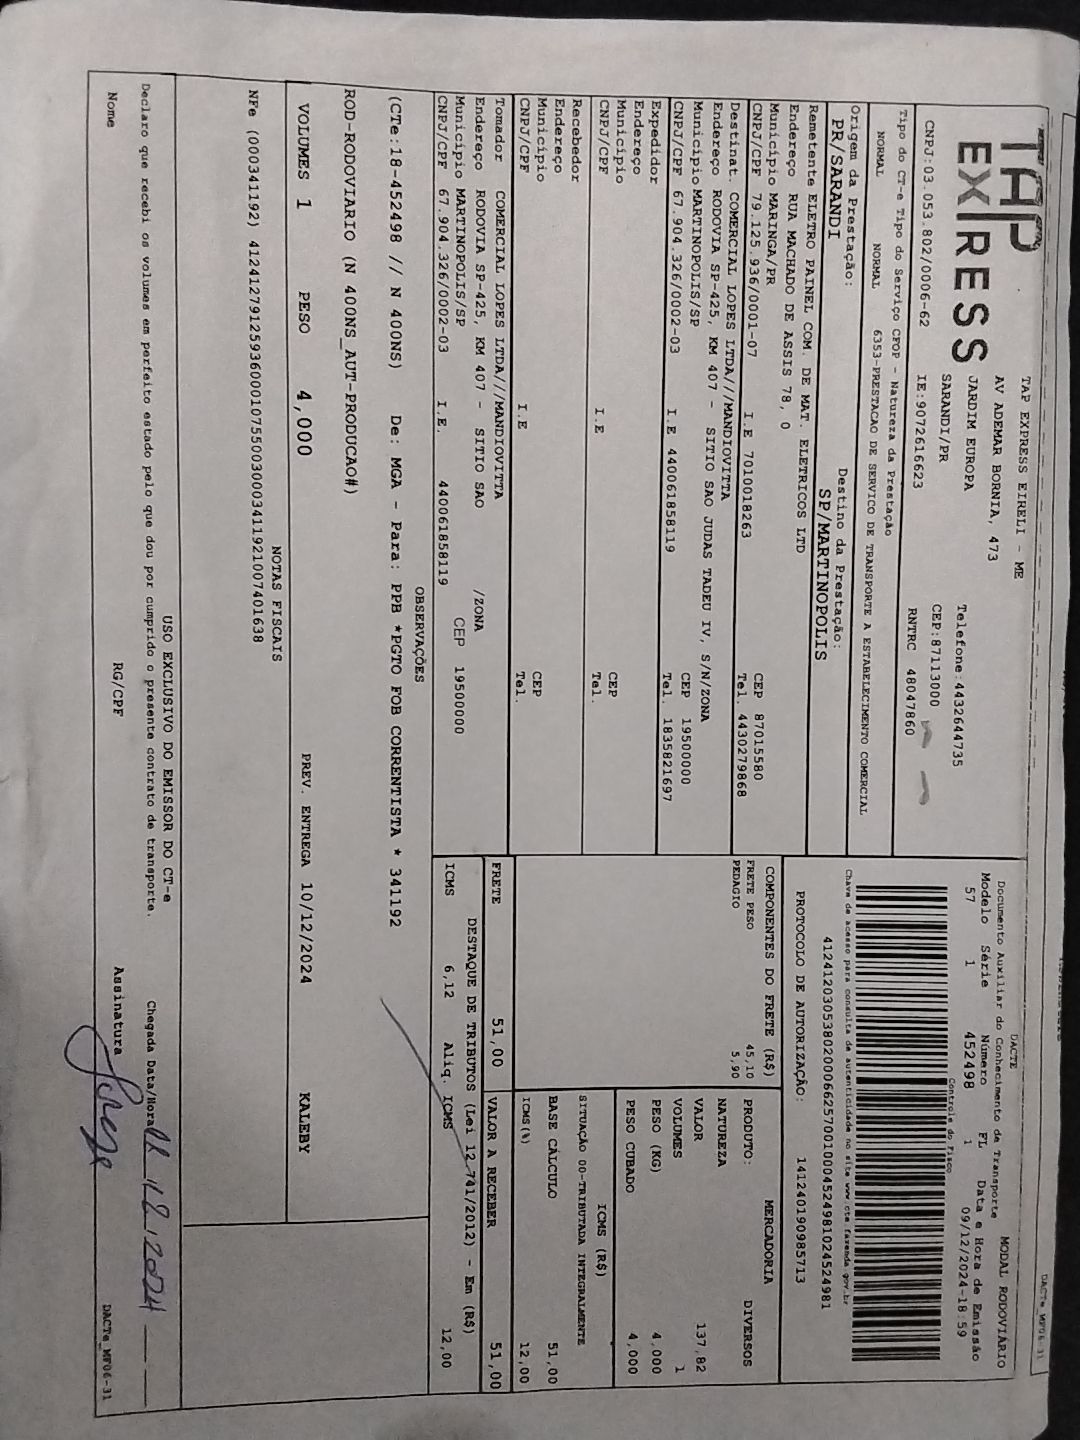 TAP
EXPRESS
TAP EXPRESS EIRELI - ME
AV ADEMAR BORNIA, 473
JARDIM EUROPA
SARANDI/PR
Telefone:4432644735
CEP:87113000
CNPJ:03.053.802/0006-62 IE:9072616623 RNTRC 48047860
Tipo do CT-e Tipo do Serviço CFOP - Natureza da Prestação
NORMAL NORMAL 6353-PRESTACAO DE SERVICO DE TRANSPORTE A ESTABELECIMENTO COMERCIAL
Origem da Prestação: Destino da Prestação:
PR/SARANDI SP/MARTINOPOLIS
DACTE
Documento Auxiliar do Conhecimento de Transporte MODAL RODOVIÁRIO
Modelo Série Número FL Data e Hora de Emissão
57 1 452498 1 09/12/2024-18:59
Controle do Fisco
Chave de acesso para consulta de autenticidade no site www.cte.fazenda.gov.br
41241203053802000662570010004524981024524981
PROTOCOLO DE AUTORIZAÇÃO: 141240190985713
Remetente ELETRO PAINEL COM. DE MAT. ELETRICOS LTD
Endereço RUA MACHADO DE ASSIS 78, 0
Município MARINGA/PR CEP 87015580
CNPJ/CPF 79.125.936/0001-07 I.E 7010018263 Tel. 4430279868
Destinat. COMERCIAL LOPES LTDA///MANDIOVITTA
Endereço RODOVIA SP-425, KM 407 - SITIO SAO JUDAS TADEU IV, S/N/ZONA
Município MARTINOPOLIS/SP CEP 19500000
CNPJ/CPF 67.904.326/0002-03 I.E 440061858119 Tel. 1835821697
Expedidor
Endereço
Município CEP
CNPJ/CPF I.E Tel.
Recebedor
Endereço
Município CEP
CNPJ/CPF I.E Tel.
Tomador COMERCIAL LOPES LTDA///MANDIOVITTA
Endereço RODOVIA SP-425, KM 407 - SITIO SAO /ZONA
Município MARTINOPOLIS/SP CEP 19500000
CNPJ/CPF 67.904.326/0002-03 I.E. 440061858119
COMPONENTES DO FRETE (R$)
FRETE PESO 45,10
PEDAGIO 5,90
MERCADORIA
PRODUTO: DIVERSOS
NATUREZA
VALOR 137,82
VOLUMES 1
PESO (KG) 4,000
PESO CUBADO 4,000
ICMS (R$)
SITUAÇÃO 00-TRIBUTADA INTEGRALMENTE
BASE CÁLCULO 51,00
ICMS(%) 12,00
FRETE 51,00 VALOR A RECEBER 51,00
DESTAQUE DE TRIBUTOS (Lei 12.741/2012) - Em (R$)
ICMS 6,12 Aliq. ICMS 12,00
OBSERVAÇÕES
(CTe:18-452498 // N 400NS) De: MGA - Para: PPB *PGTO FOB CORRENTISTA * 341192
ROD-RODOVIARIO (N 400NS_AUT-PRODUCAO#)
VOLUMES 1 PESO 4,000 PREV. ENTREGA 10/12/2024 KALEBY
NOTAS FISCAIS
NFe (000341192) 41241279125936000107550030003411921007401638
USO EXCLUSIVO DO EMISSOR DO CT-e
Declaro que recebi os volumes em perfeito estado pelo que dou por cumprido o presente contrato de transporte. Chegada Data/Hora 12 2024
Nome RG/CPF Assinatura DACTe_MF06-31
DACTe_MF06-31